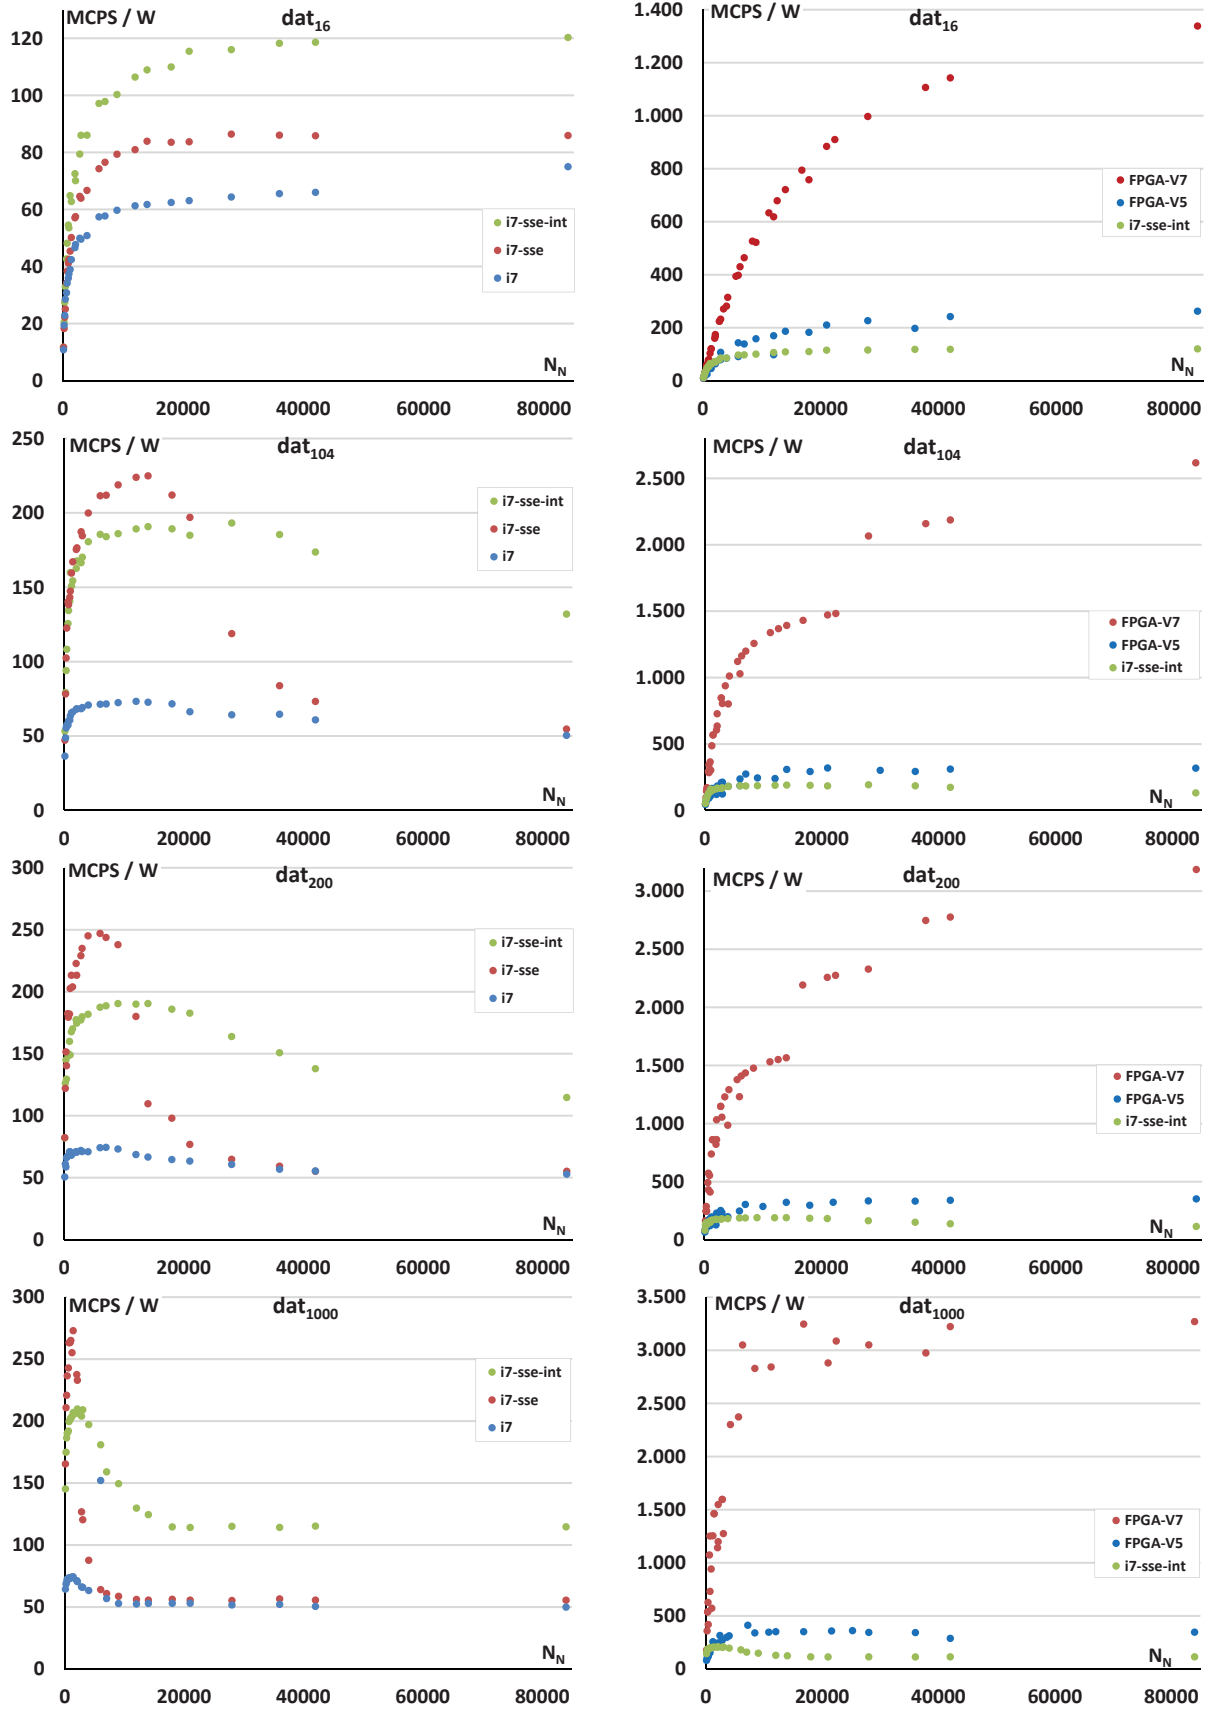 MCPS / W dat16
120
100
80
60
40
20
0
i7-sse-int
i7-sse
i7
NN
0 20000 40000 60000 80000
MCPS / W dat16
1.400
1.200
1.000
800
600
400
200
0
FPGA-V7
FPGA-V5
i7-sse-int
NN
0 20000 40000 60000 80000
MCPS / W dat104
250
200
150
100
50
0
i7-sse-int
i7-sse
i7
NN
0 20000 40000 60000 80000
MCPS / W dat104
2.500
2.000
1.500
1.000
500
0
FPGA-V7
FPGA-V5
i7-sse-int
NN
0 20000 40000 60000 80000
MCPS / W dat200
300
250
200
150
100
50
0
i7-sse-int
i7-sse
i7
NN
0 20000 40000 60000 80000
MCPS / W dat200
3.000
2.500
2.000
1.500
1.000
500
0
FPGA-V7
FPGA-V5
i7-sse-int
NN
0 20000 40000 60000 80000
MCPS / W dat1000
300
250
200
150
100
50
0
i7-sse-int
i7-sse
i7
NN
0 20000 40000 60000 80000
MCPS / W dat1000
3.500
3.000
2.500
2.000
1.500
1.000
500
0
FPGA-V7
FPGA-V5
i7-sse-int
NN
0 20000 40000 60000 80000